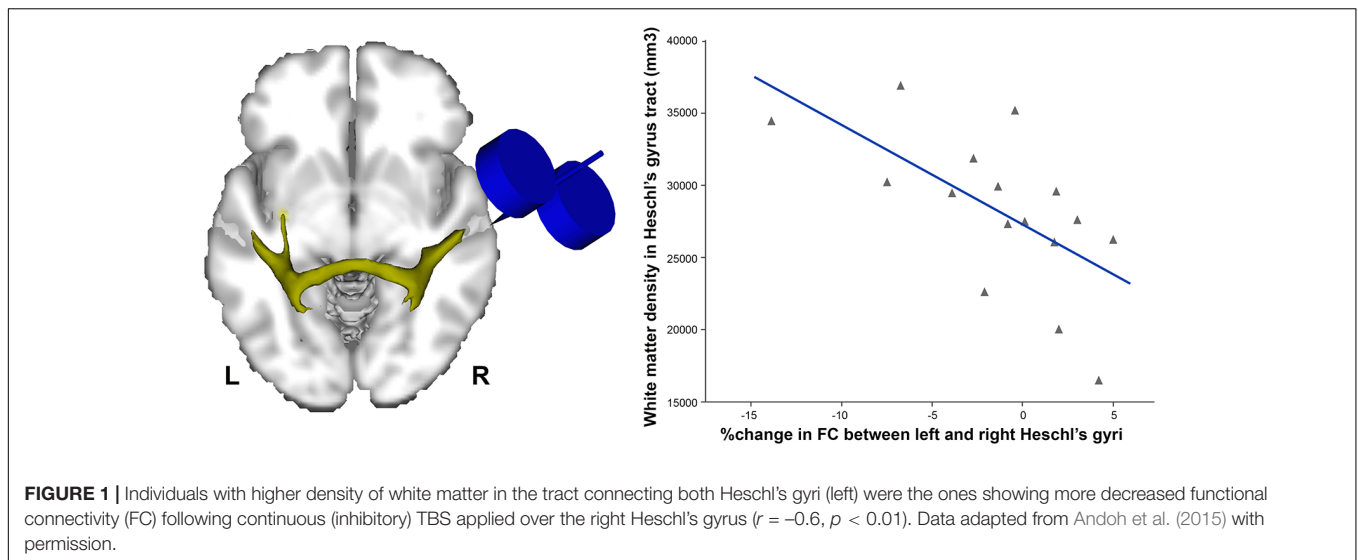 L
R
White matter density in Heschl's gyrus tract (mm3)
40000
35000
30000
25000
20000
15000
-15
-10
-5
0
5
%change in FC between left and right Heschl's gyri
FIGURE 1 | Individuals with higher density of white matter in the tract connecting both Heschl's gyri (left) were the ones showing more decreased functional
connectivity (FC) following continuous (inhibitory) TBS applied over the right Heschl's gyrus (r = –0.6, p < 0.01). Data adapted from Andoh et al. (2015) with
permission.